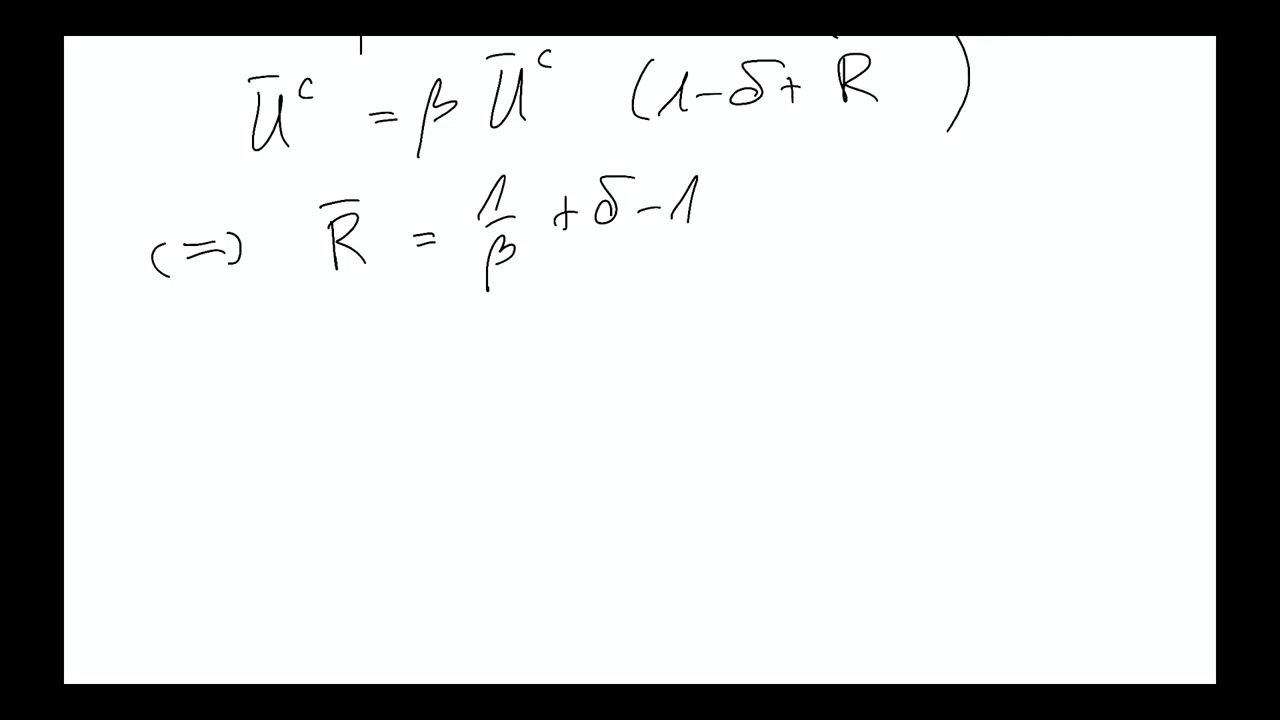 Ū^c = β Ū^c (1-δ+ R )
(=) R̄ = 1/β + δ - 1